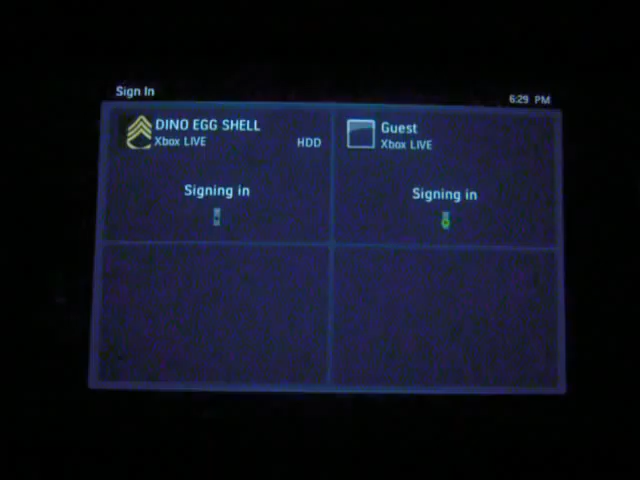 Sign In
6:29 PM
DINO EGG SHELL
Xbox LIVE
HDD
Signing in
Guest
Xbox LIVE
Signing in